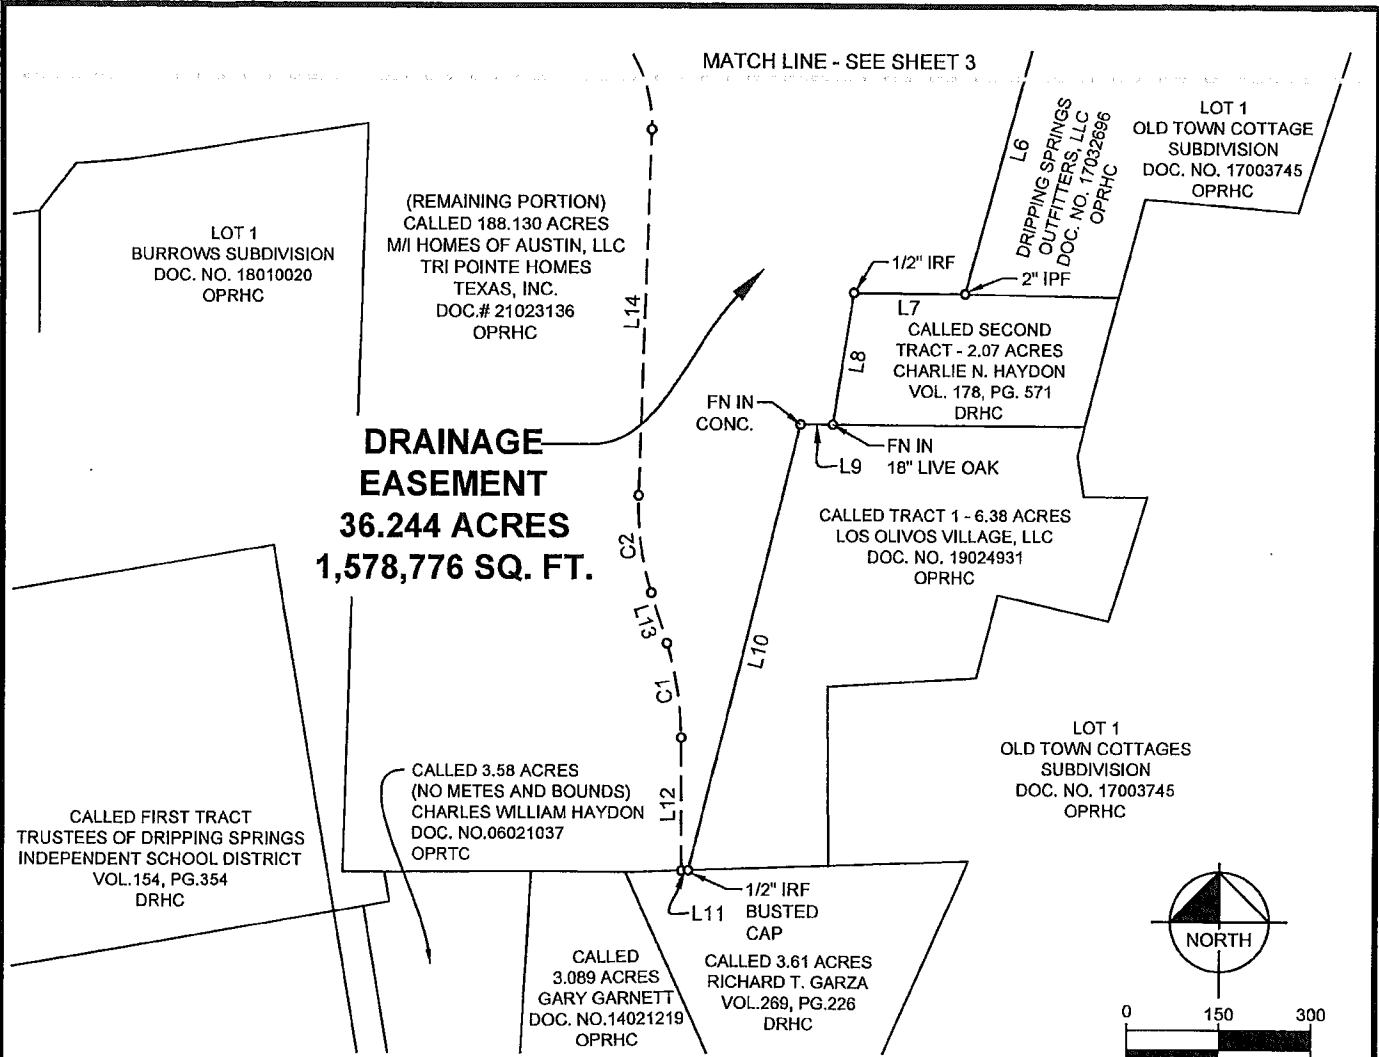 MATCH LINE - SEE SHEET 3
LOT 1
OLD TOWN COTTAGE
SUBDIVISION
DOC. NO. 17003745
OPRHC
L6
DRIPPING SPRINGS
OUTFITTERS, LLC
DOC. NO. 17032696
OPRHC
(REMAINING PORTION)
CALLED 188.130 ACRES
M/I HOMES OF AUSTIN, LLC
TRI POINTE HOMES
TEXAS, INC.
DOC.# 21023136
OPRHC
LOT 1
BURROWS SUBDIVISION
DOC. NO. 18010020
OPRHC
L14
1/2" IRF
2" IPF
L7
L8
CALLED SECOND
TRACT - 2.07 ACRES
CHARLIE N. HAYDON
VOL. 178, PG. 571
DRHC
FN IN
CONC.
L9
FN IN
18" LIVE OAK
DRAINAGE
EASEMENT
36.244 ACRES
1,578,776 SQ. FT.
CALLED TRACT 1 - 6.38 ACRES
LOS OLIVOS VILLAGE, LLC
DOC. NO. 19024931
OPRHC
C2
L13
L10
C1
L12
LOT 1
OLD TOWN COTTAGES
SUBDIVISION
DOC. NO. 17003745
OPRHC
CALLED 3.58 ACRES
(NO METES AND BOUNDS)
CHARLES WILLIAM HAYDON
DOC. NO.06021037
OPRTC
CALLED FIRST TRACT
TRUSTEES OF DRIPPING SPRINGS
INDEPENDENT SCHOOL DISTRICT
VOL.154, PG.354
DRHC
L11
1/2" IRF
BUSTED
CAP
CALLED
3.089 ACRES
GARY GARNETT
DOC. NO.14021219
OPRHC
CALLED 3.61 ACRES
RICHARD T. GARZA
VOL.269, PG.226
DRHC
NORTH
0 150 300